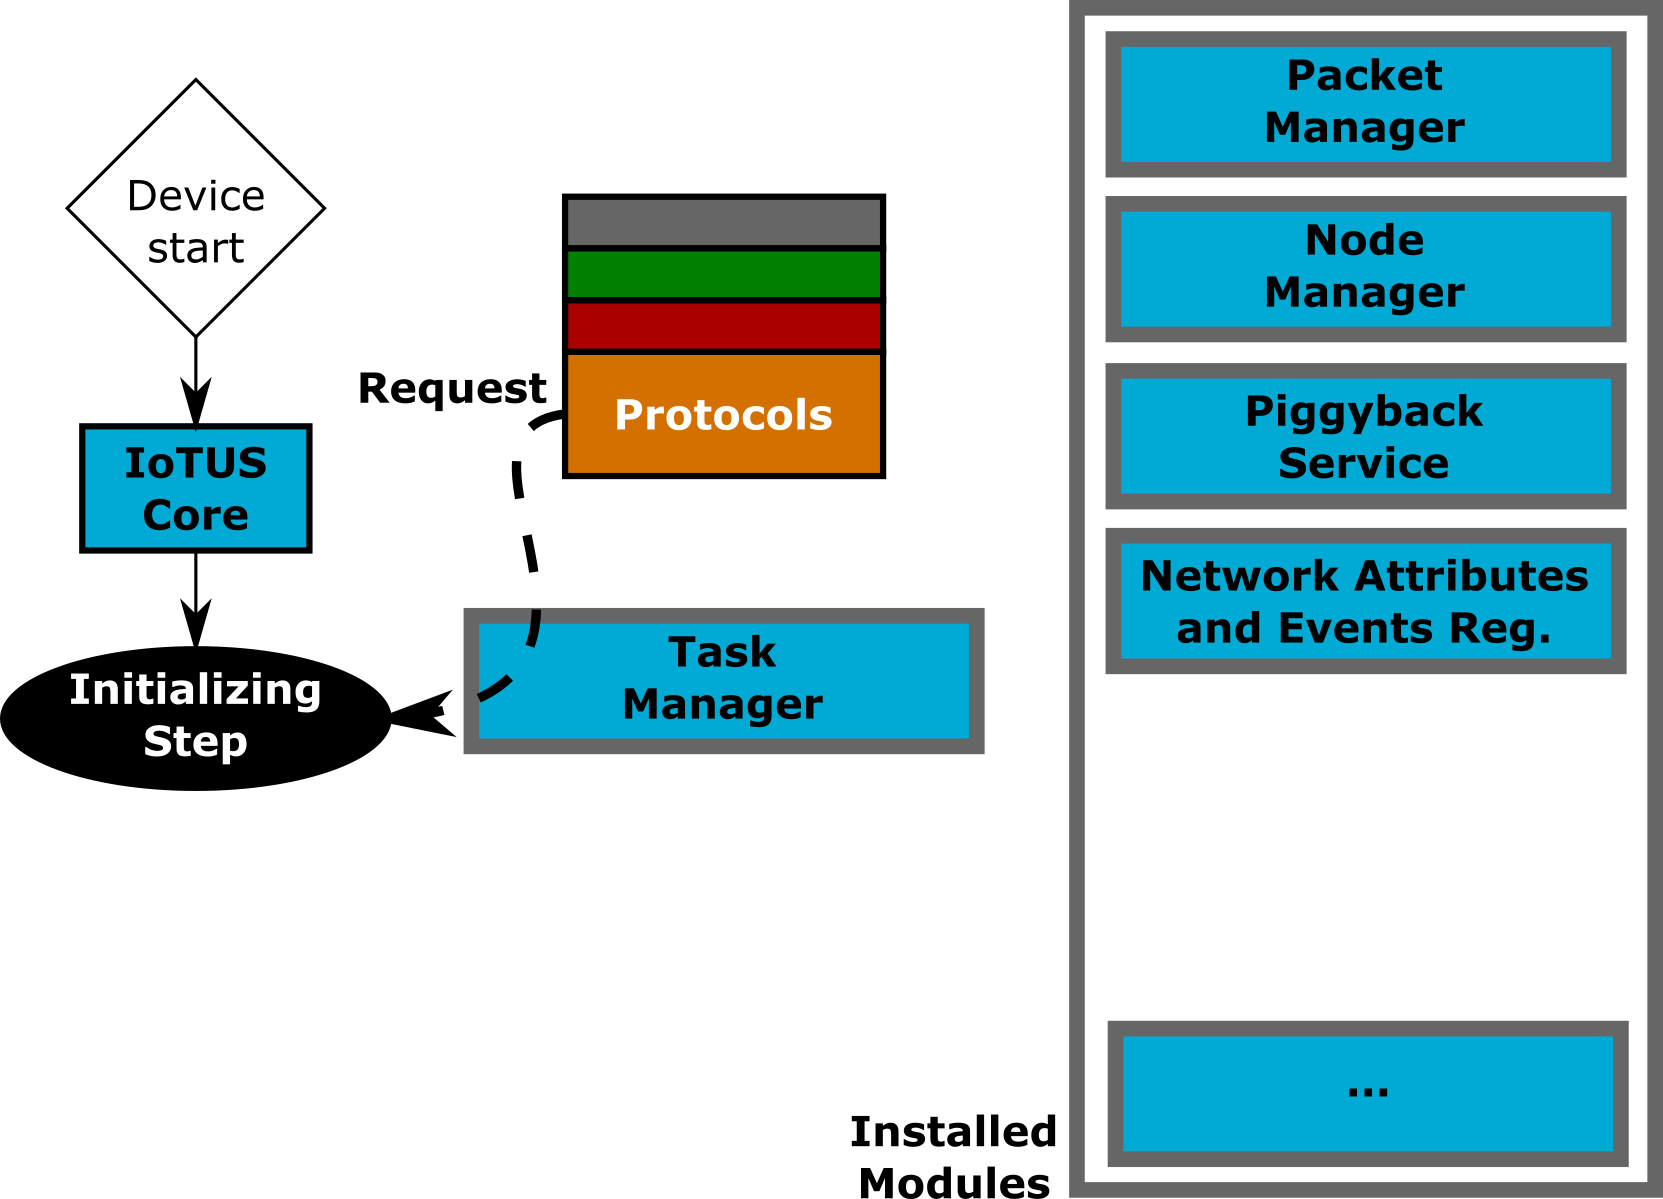 Device
start
IoTUS
Core
Initializing
Step
Request
Protocols
Task
Manager
Packet
Manager
Node
Manager
Piggyback
Service
Network Attributes
and Events Reg.
...
Installed
Modules